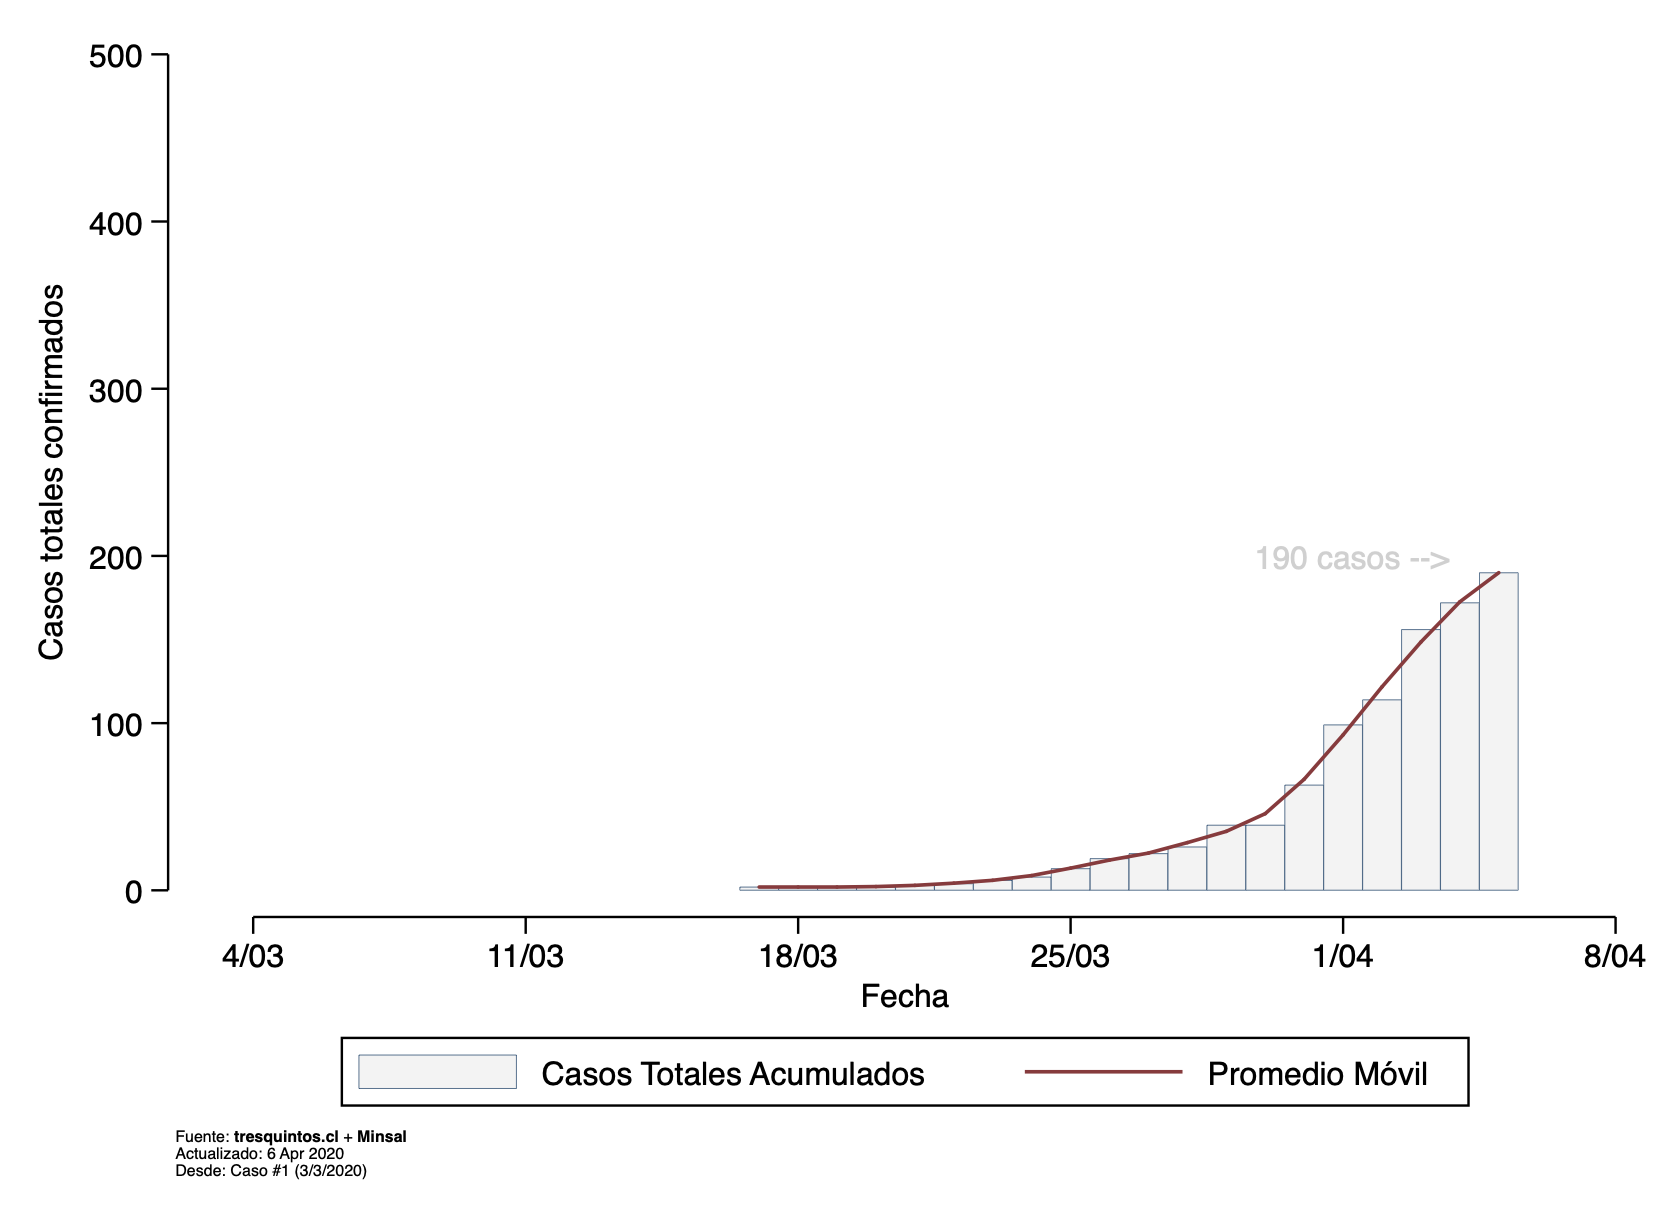 500
400
300
200
100
0
Casos totales confirmados
190 casos -->
4/03 11/03 18/03 25/03 1/04 8/04
Fecha
Casos Totales Acumulados Promedio Móvil
Fuente: tresquintos.cl + Minsal
Actualizado: 6 Apr 2020
Desde: Caso #1 (3/3/2020)